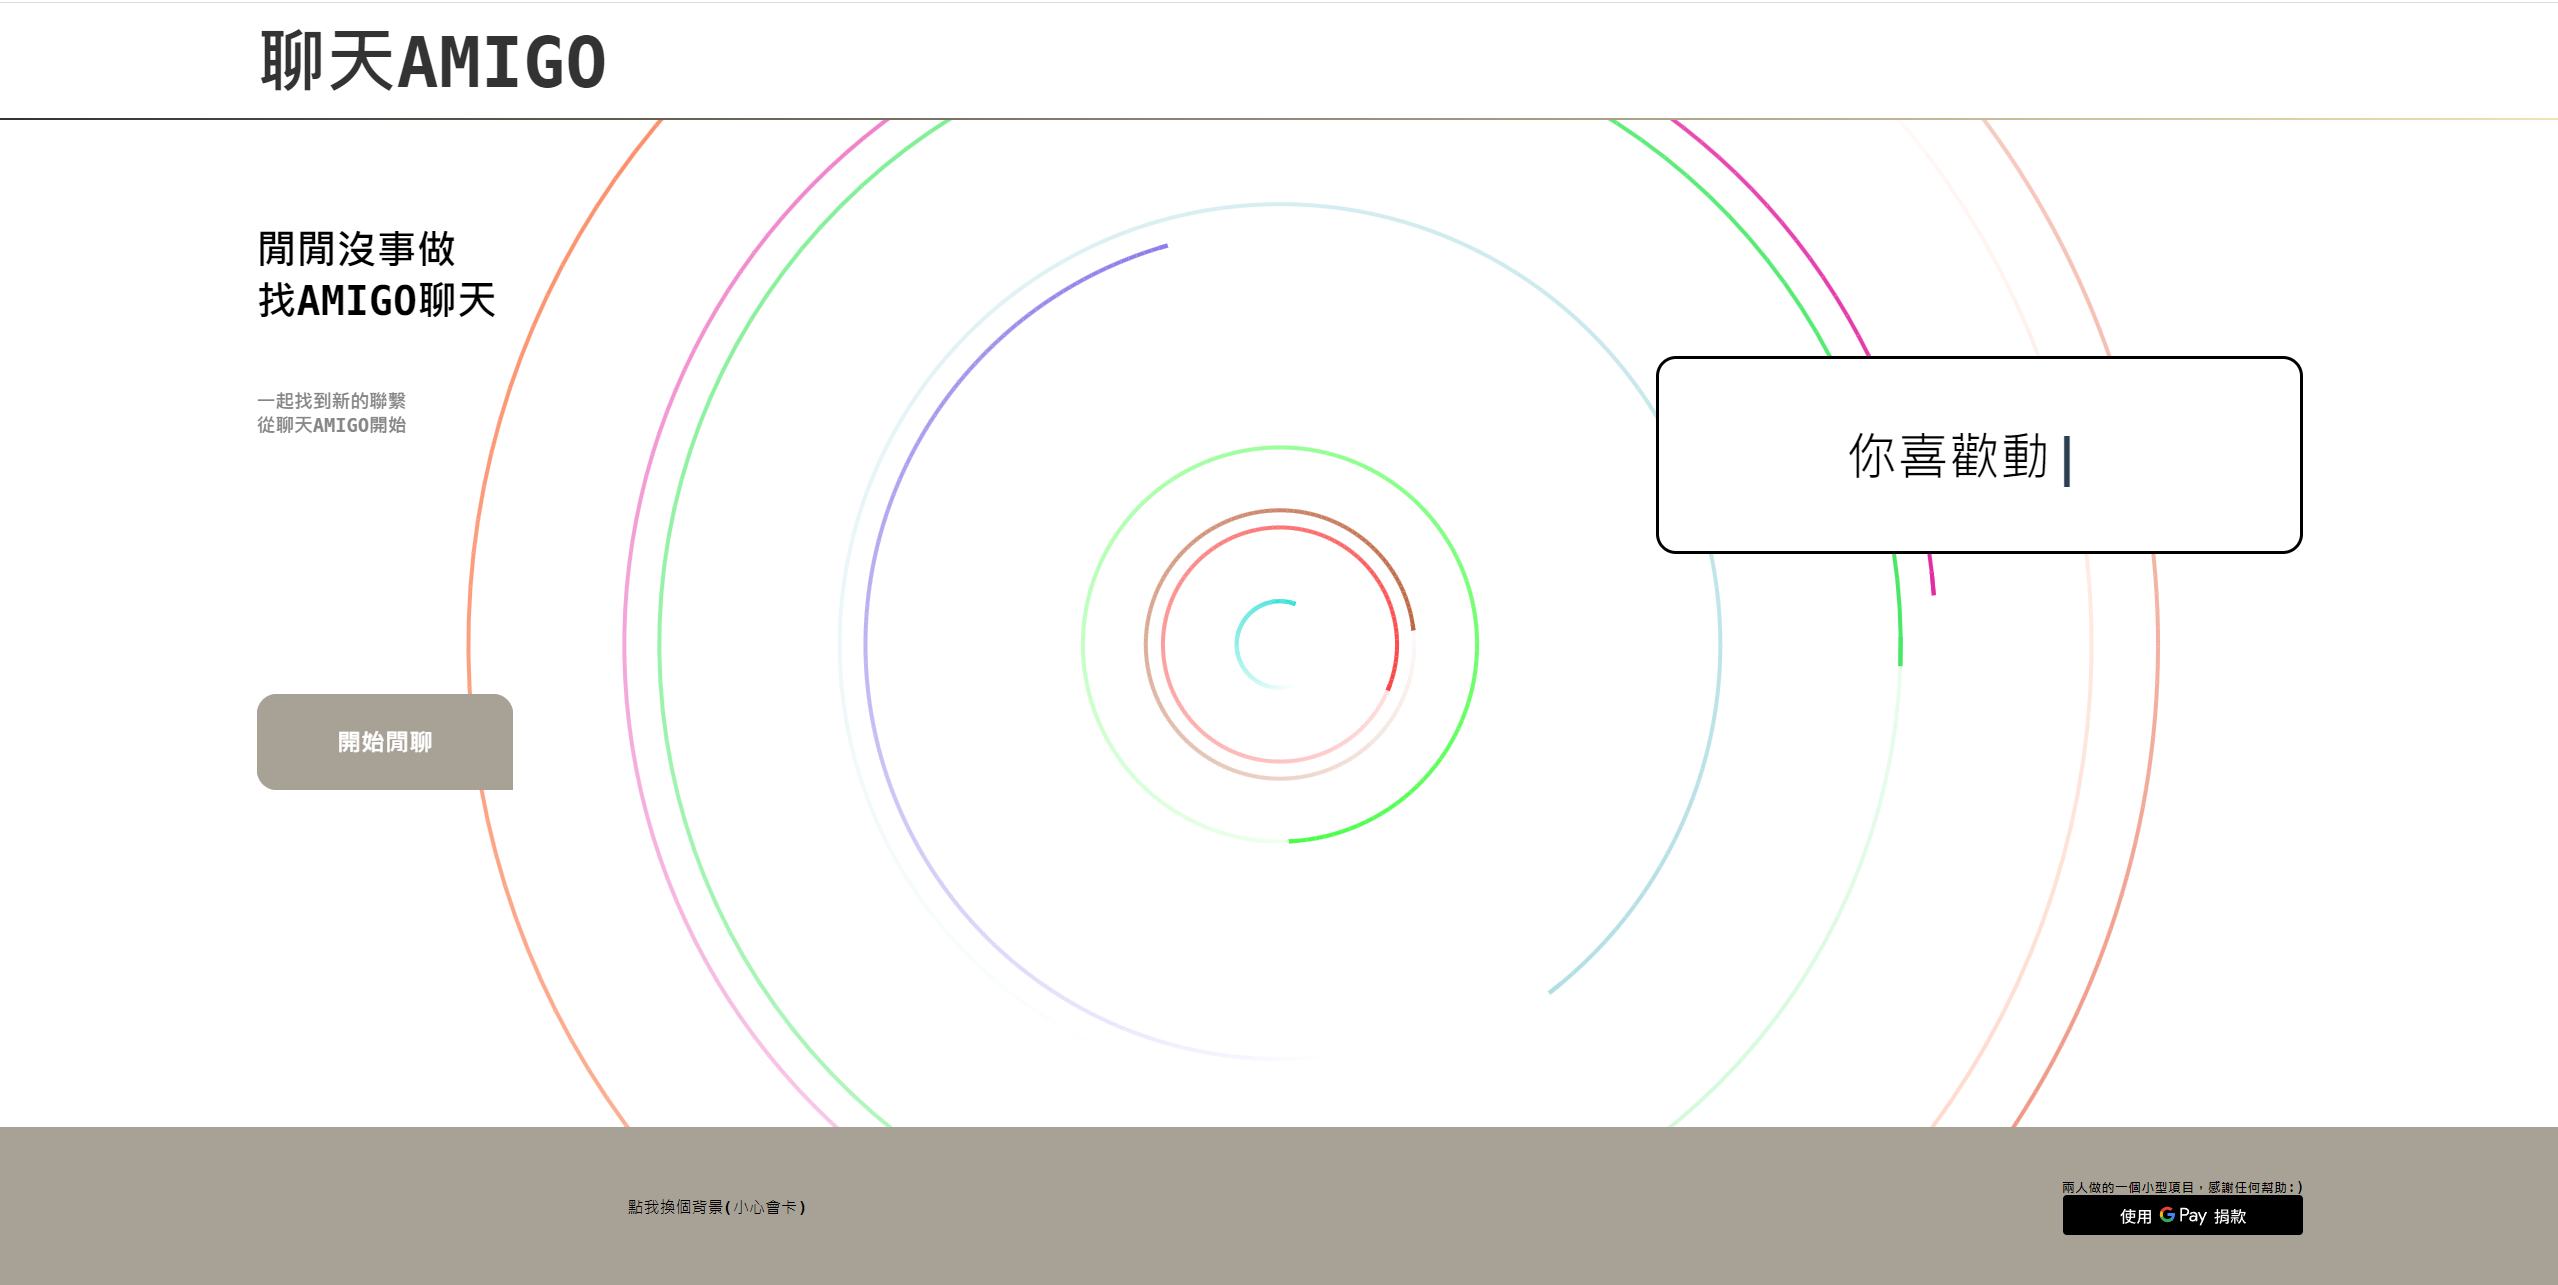 聊天AMIGO
閒閒沒事做
找AMIGO聊天
一起找到新的聯繫
從聊天AMIGO開始
你喜歡動
開始閒聊
點我換個背景(小心會卡)
兩人做的一個小型項目，感謝任何幫助:)
使用 G Pay 捐款